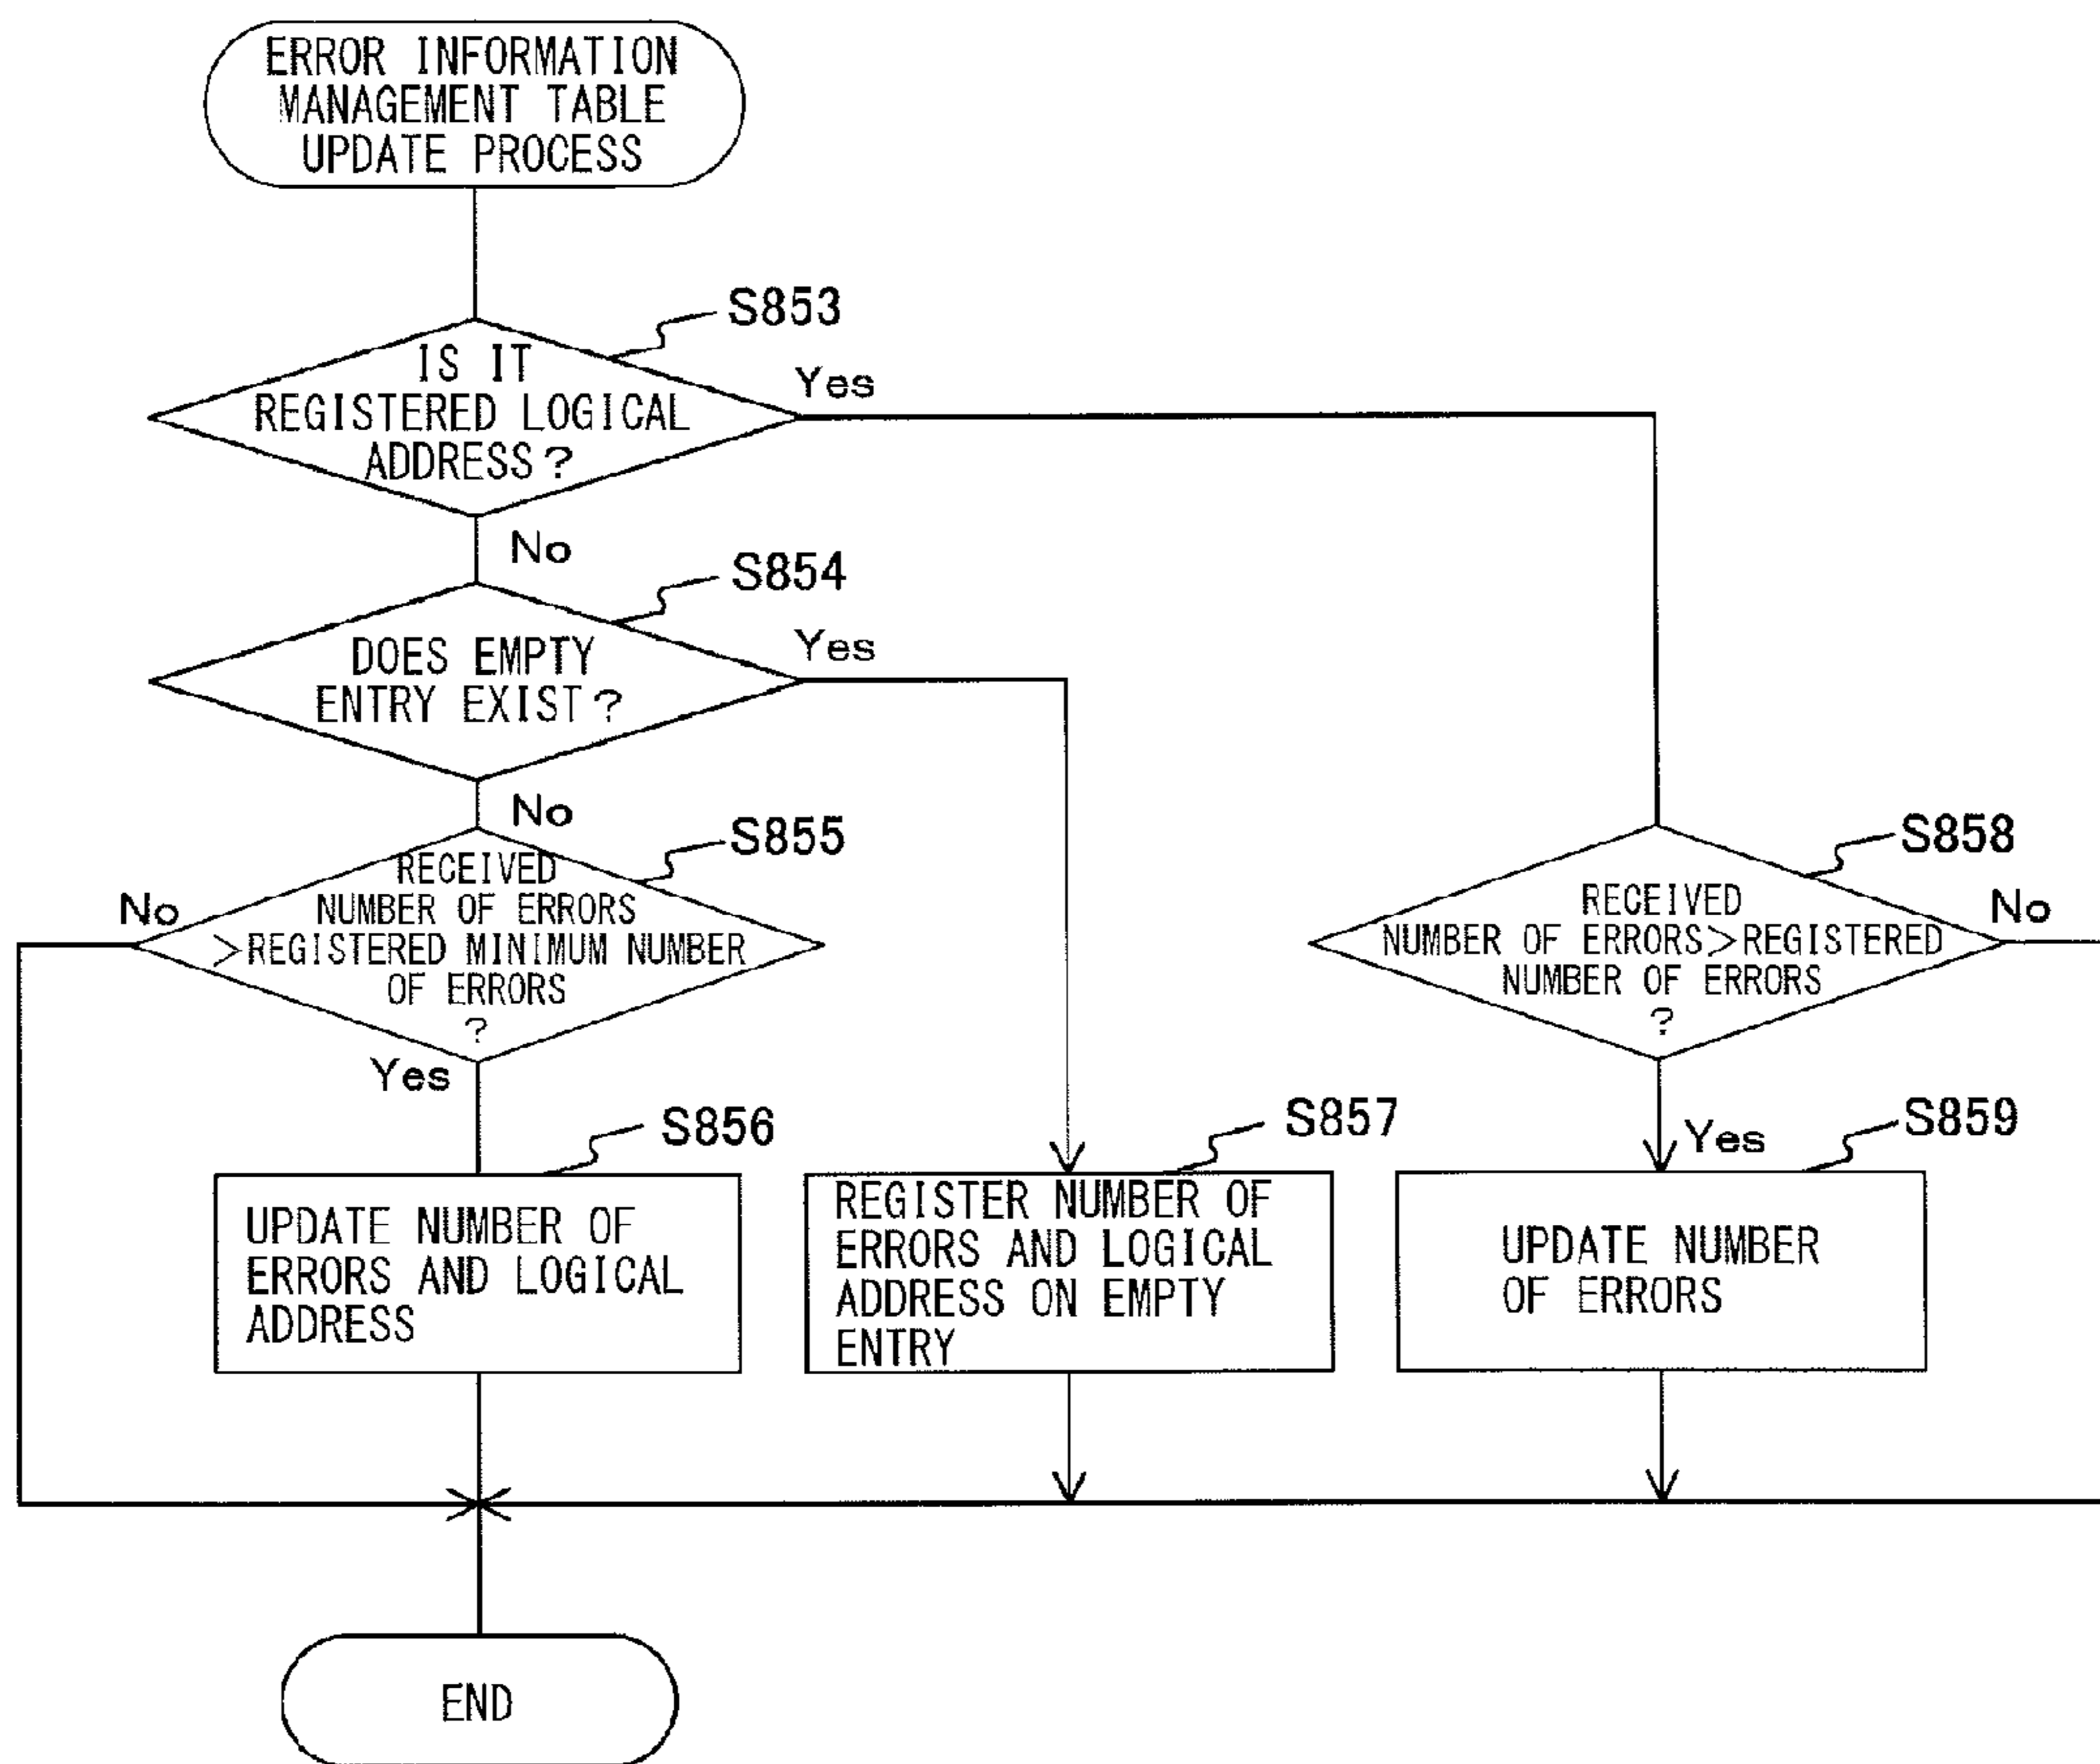 ERROR INFORMATION
MANAGEMENT TABLE
UPDATE PROCESS
S853
IS IT
REGISTERED LOGICAL
ADDRESS?
Yes
No
S854
DOES EMPTY
ENTRY EXIST?
Yes
No
S855
RECEIVED
NUMBER OF ERRORS
>REGISTERED MINIMUM NUMBER
OF ERRORS
?
No
Yes
S858
RECEIVED
NUMBER OF ERRORS>REGISTERED
NUMBER OF ERRORS
?
No
Yes
S856
UPDATE NUMBER OF
ERRORS AND LOGICAL
ADDRESS
S857
REGISTER NUMBER OF
ERRORS AND LOGICAL
ADDRESS ON EMPTY
ENTRY
S859
UPDATE NUMBER
OF ERRORS
END